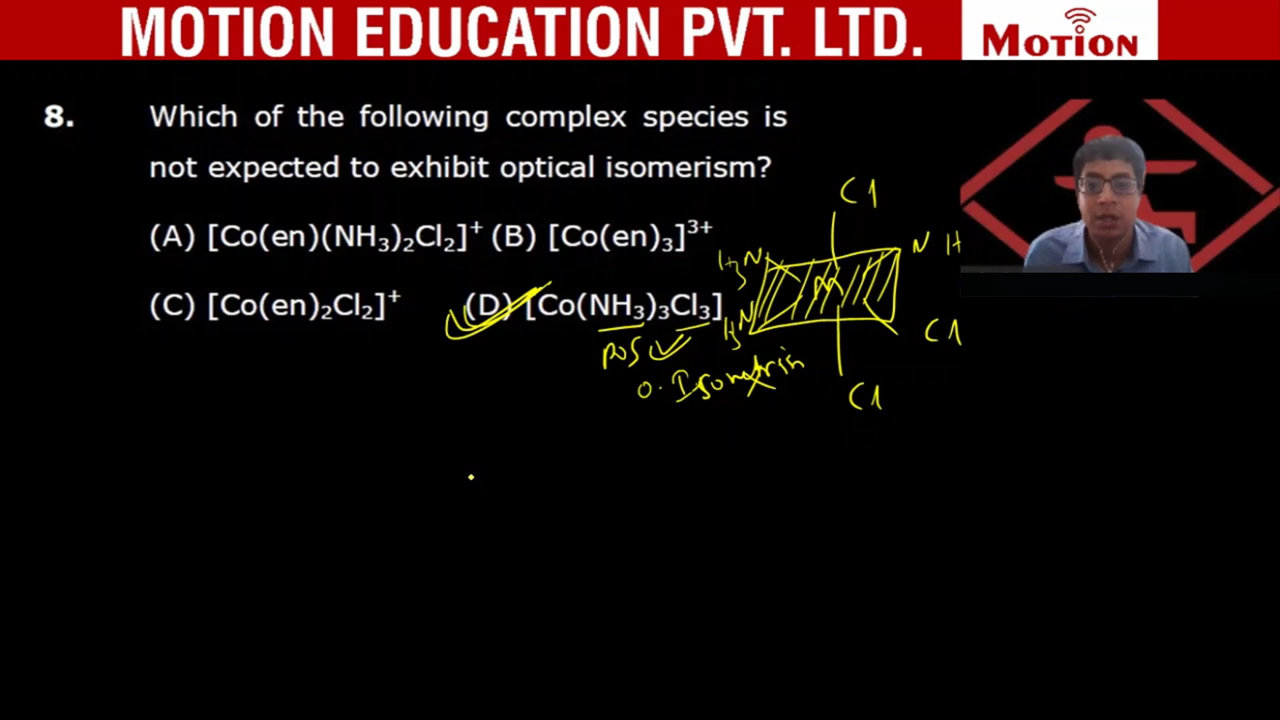 MOTION EDUCATION PVT. LTD.
MOTION
8. Which of the following complex species is
not expected to exhibit optical isomerism?
(A) [Co(en)(NH₃)₂Cl₂]⁺ (B) [Co(en)₃]³⁺
(C) [Co(en)₂Cl₂]⁺ (D) [Co(NH₃)₃Cl₃]
Cl
H₃N NH
H₃N Cl
Cl
POS
O.